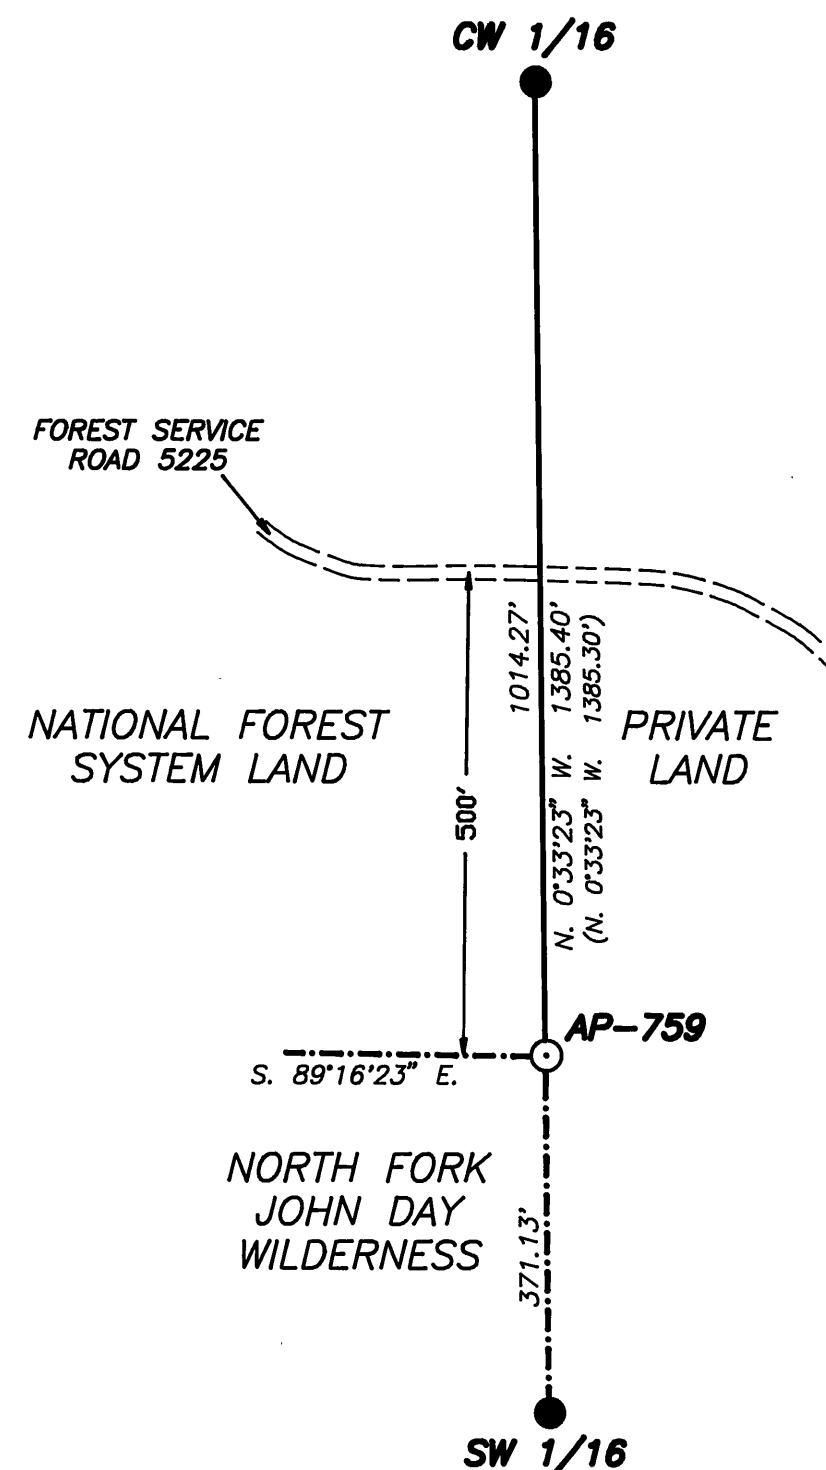 CW 1/16
FOREST SERVICE
ROAD 5225
1014.27'
N. 0°33'23" W. 1385.40'
(N. 0°33'23" W. 1385.30')
NATIONAL FOREST
SYSTEM LAND
PRIVATE
LAND
500'
AP-759
S. 89°16'23" E.
NORTH FORK
JOHN DAY
WILDERNESS
371.13'
SW 1/16